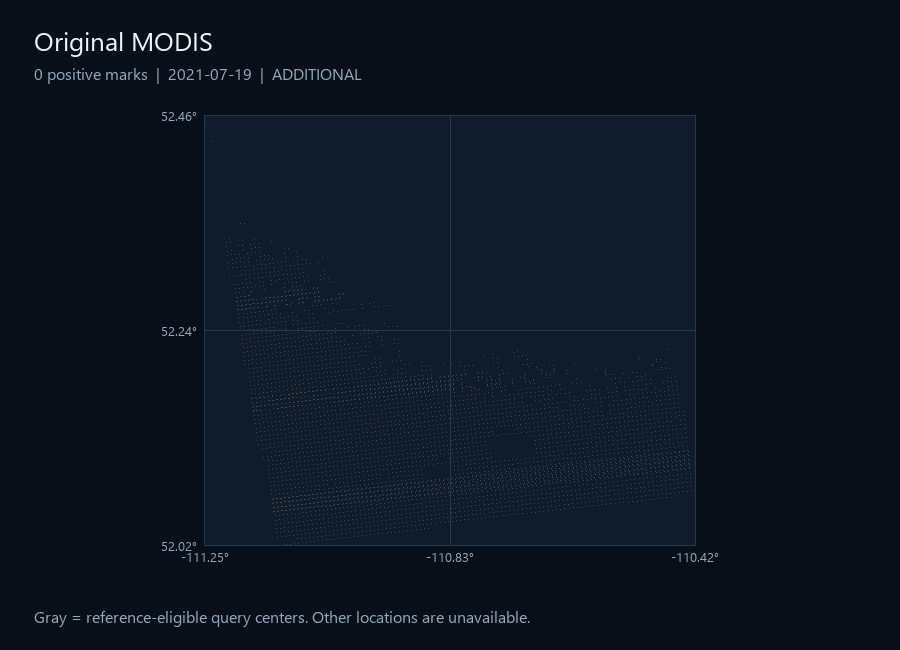 Original MODIS
0 positive marks | 2021-07-19 | ADDITIONAL
52.46°
52.24°
52.02°
-111.25° -110.83° -110.42°
Gray = reference-eligible query centers. Other locations are unavailable.